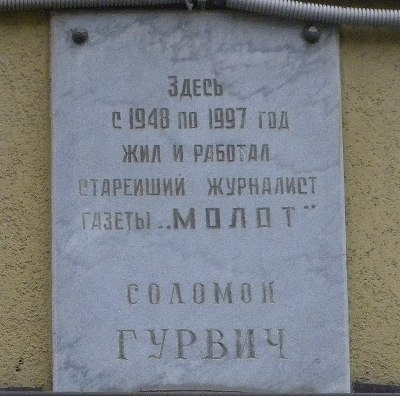 Здесь
с 1948 по 1997 год
жил и работал
старейший журналист
газеты „МОЛОТ"
СОЛОМОН
ГУРВИЧ